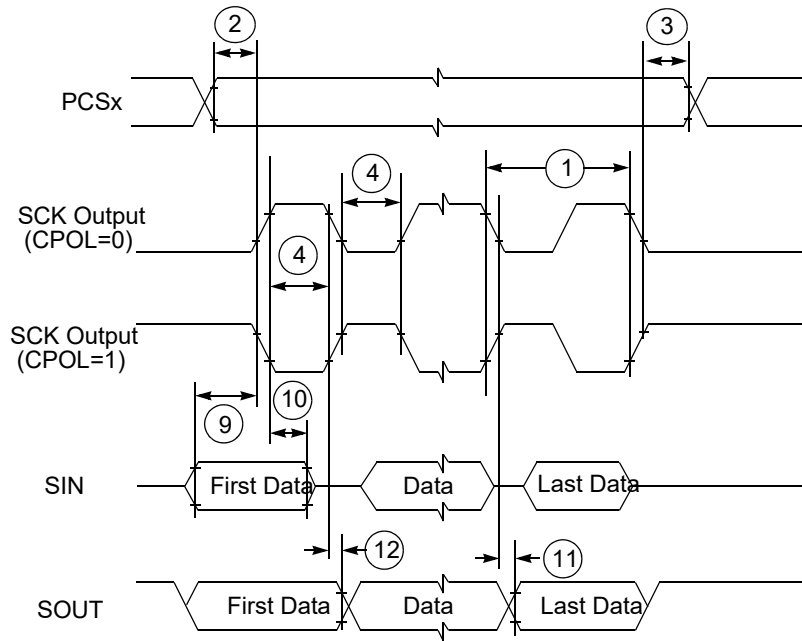 2
3
PCSx
1
4
SCK Output
(CPOL=0)
4
SCK Output
(CPOL=1)
10
9
SIN
First Data
Data
Last Data
12
11
SOUT
First Data
Data
Last Data